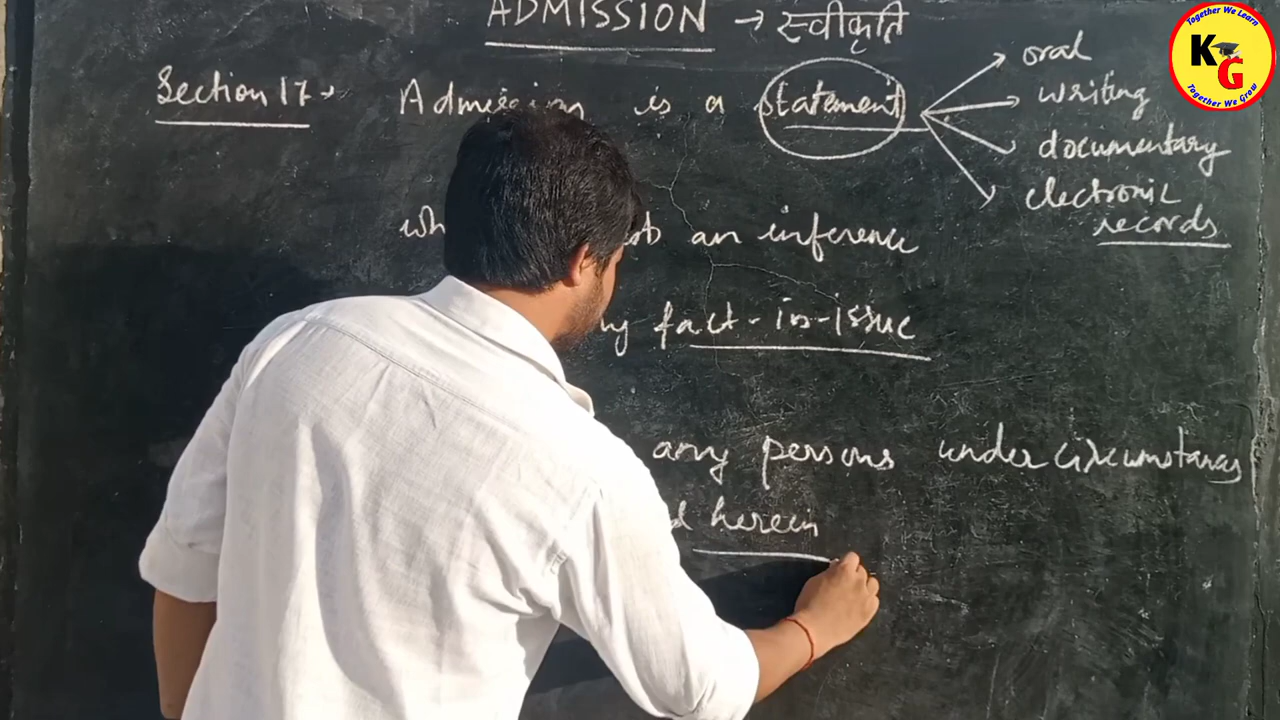 ADMISSION → स्वीकृति
Section 17 → Admission is a statement
oral
writing
documentary
electronic
records
an inference
fact-in-issue
any persons under circumstances
herein
Together We Learn
KG
Together We Grow